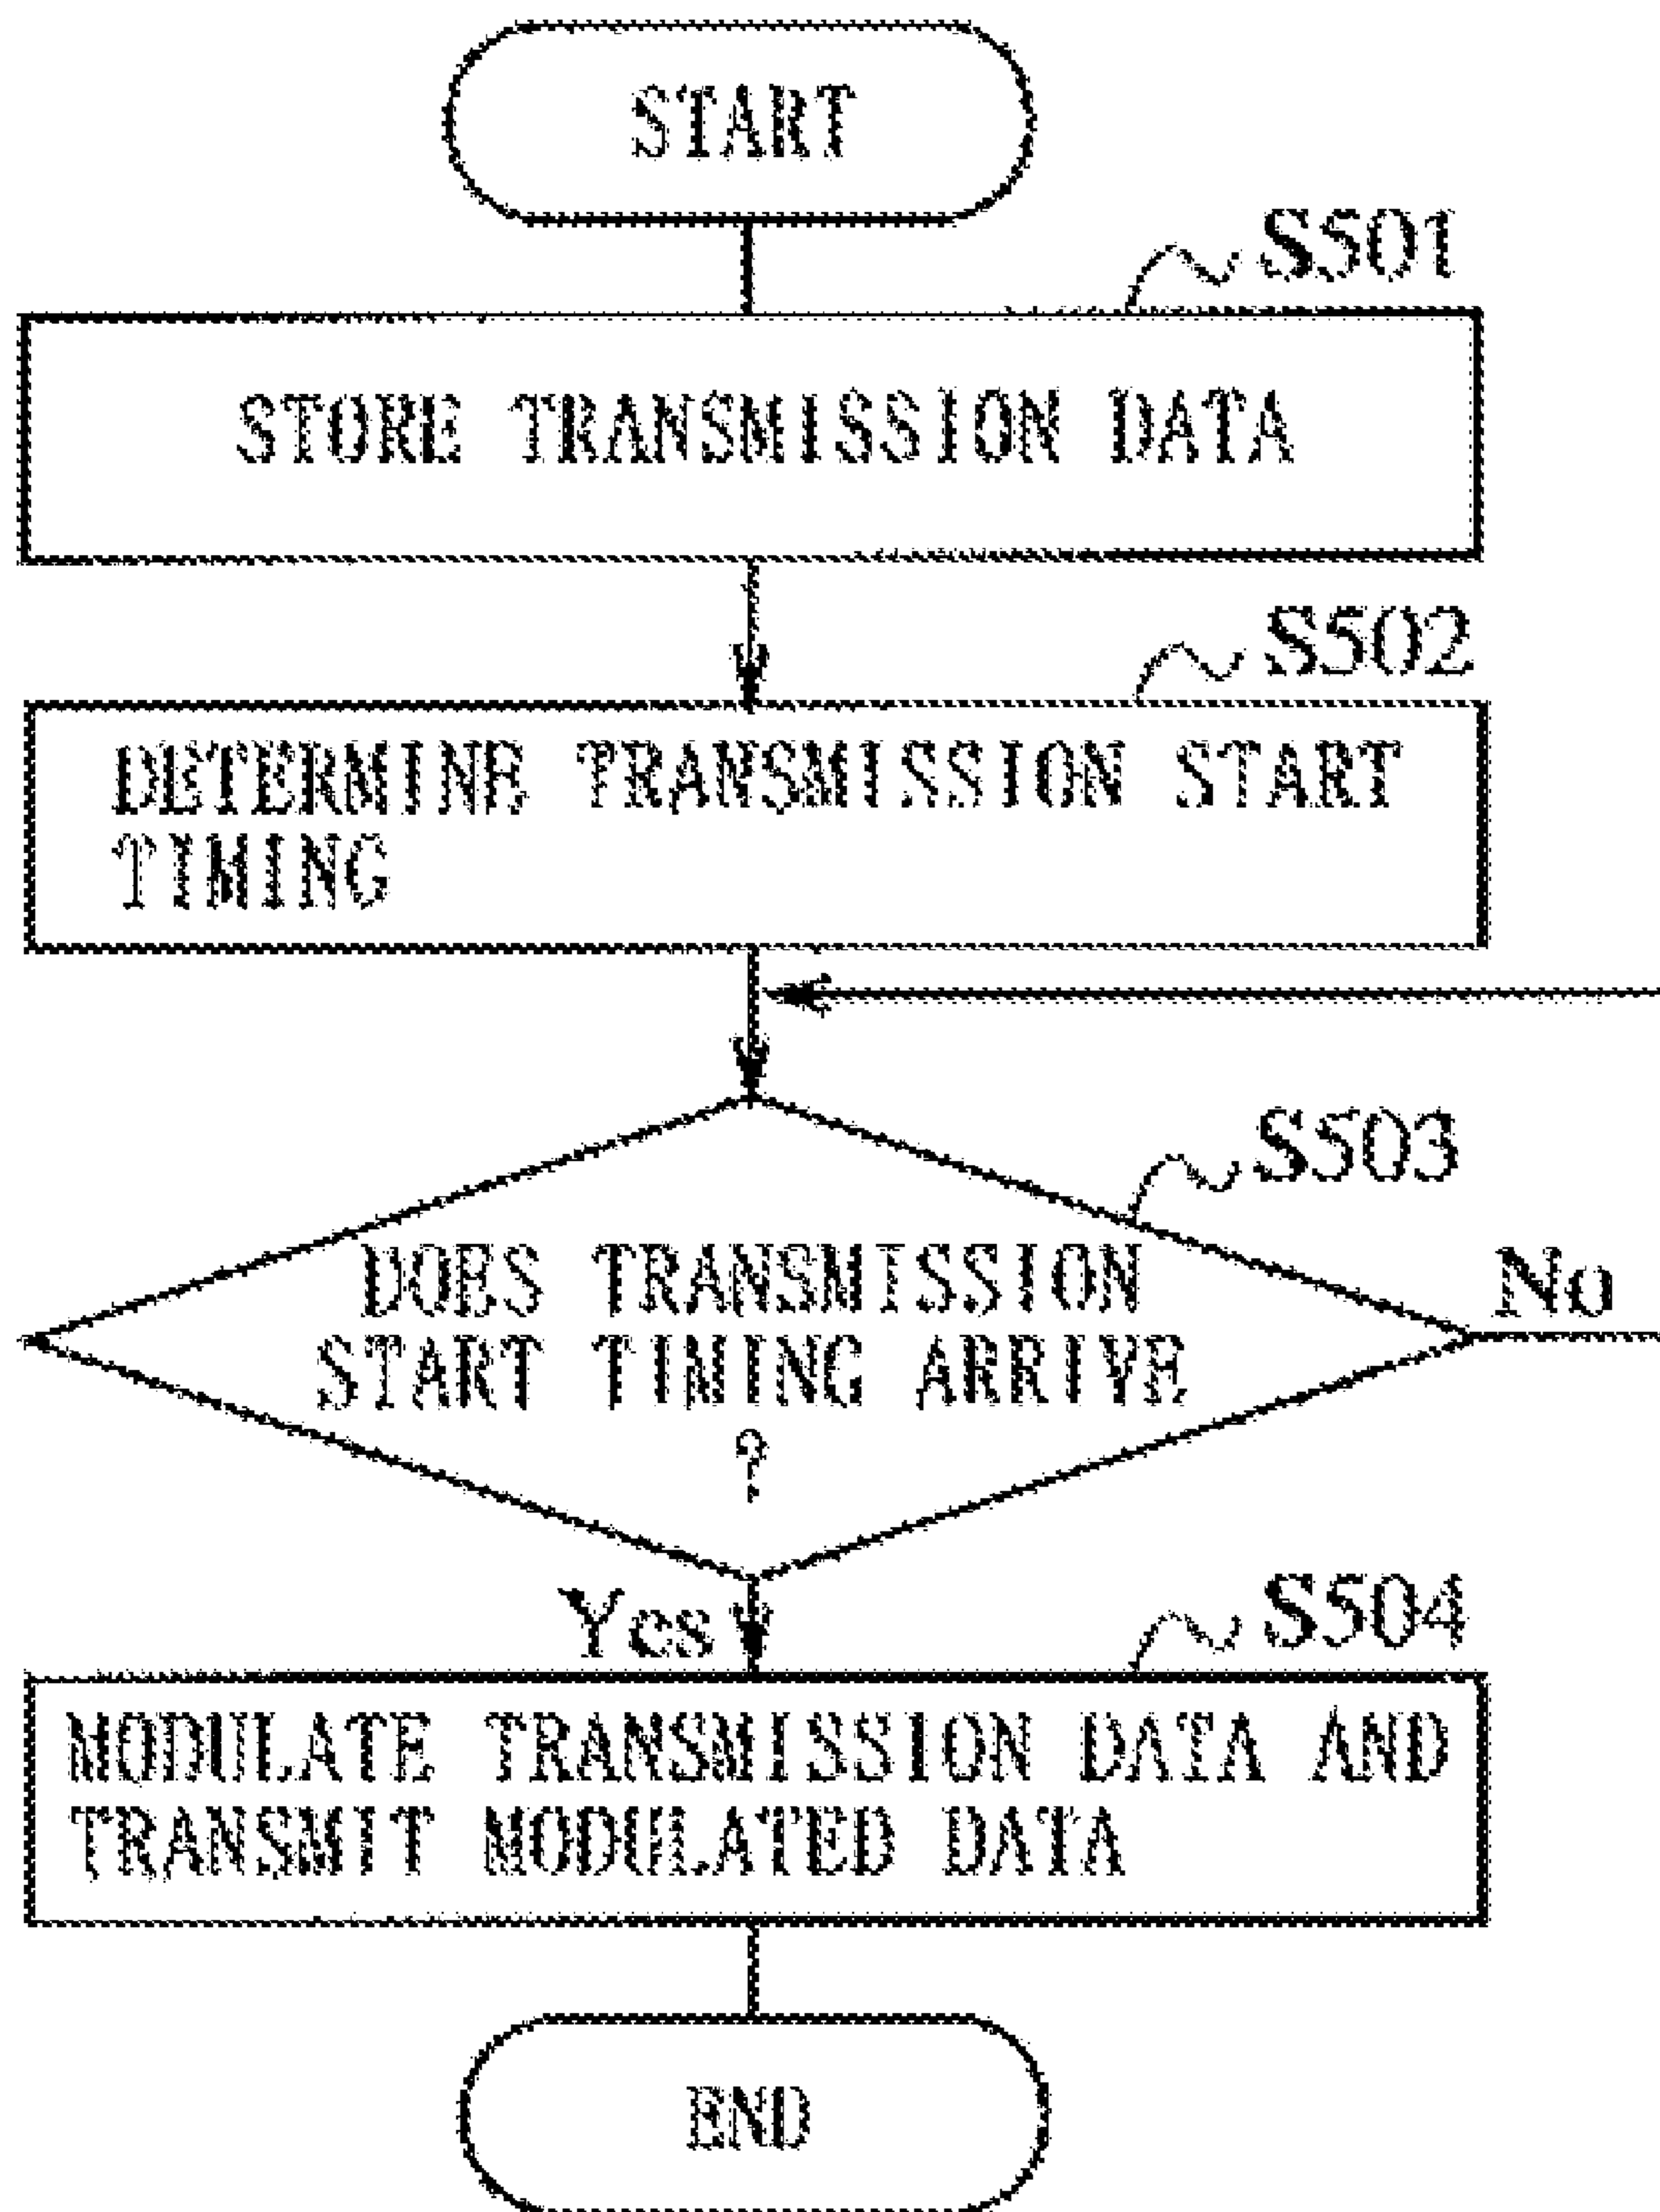 START
S501
STORE TRANSMISSION DATA
S502
DETERMINE TRANSMISSION START
TIMING
S503
DOES TRANSMISSION
START TIMING ARRIVE
?
No
Yes
S504
MODULATE TRANSMISSION DATA AND
TRANSMIT MODULATED DATA
END